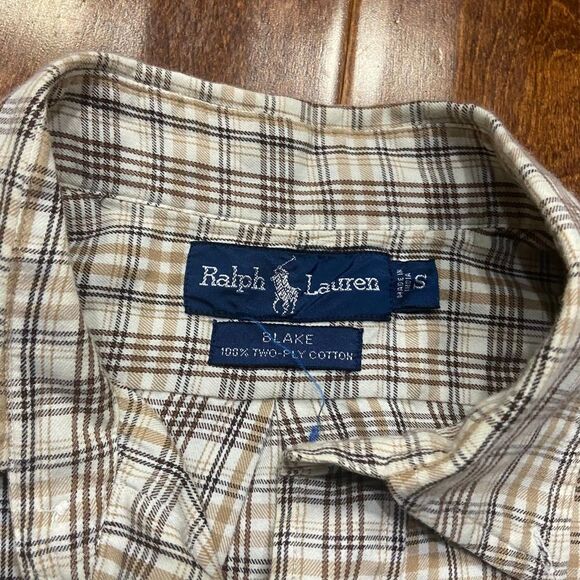 Ralph Lauren
MADE IN
INDIA
S
BLAKE
100% TWO-PLY COTTON